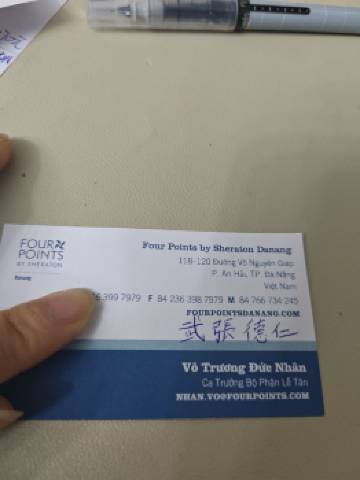 FOUR
POINTS
BY SHERATON
Danang
Four Points by Sheraton Danang
118-120 Đường Võ Nguyên Giáp
P. An Hải, TP. Đà Nẵng
Việt Nam
399 7979 F 84 236 398 7979 M 84 766 734 245
FOURPOINTSDANANG.COM
武張德仁
Võ Trương Đức Nhân
Ca Trưởng Bộ Phận Lễ Tân
NHAN.VO@FOURPOINTS.COM